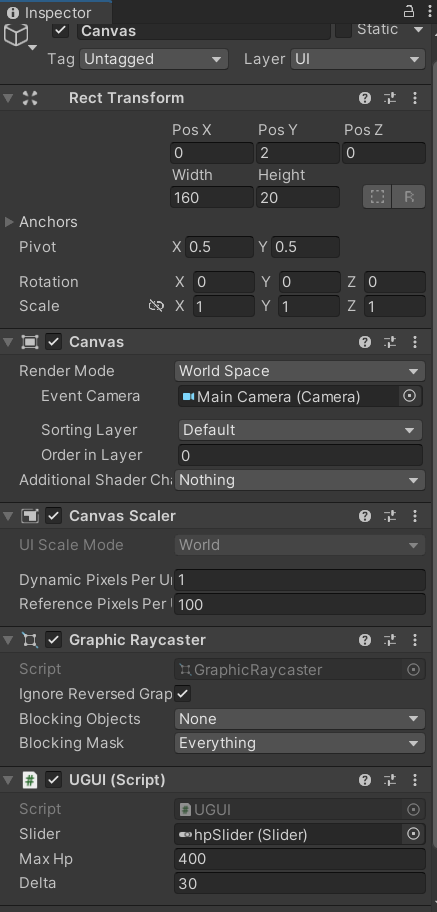 Inspector
Canvas
Static
Tag Untagged Layer UI
Rect Transform
Pos X Pos Y Pos Z
0 2 0
Width Height
160 20
R
Anchors
Pivot X 0.5 Y 0.5
Rotation X 0 Y 0 Z 0
Scale X 1 Y 1 Z 1
Canvas
Render Mode World Space
Event Camera Main Camera (Camera)
Sorting Layer Default
Order in Layer 0
Additional Shader Cha Nothing
Canvas Scaler
UI Scale Mode World
Dynamic Pixels Per Un 1
Reference Pixels Per 100
Graphic Raycaster
Script GraphicRaycaster
Ignore Reversed Grap
Blocking Objects None
Blocking Mask Everything
# UGUI (Script)
Script # UGUI
Slider hpSlider (Slider)
Max Hp 400
Delta 30